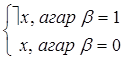 ⎤x, агар β = 1
x, агар β = 0